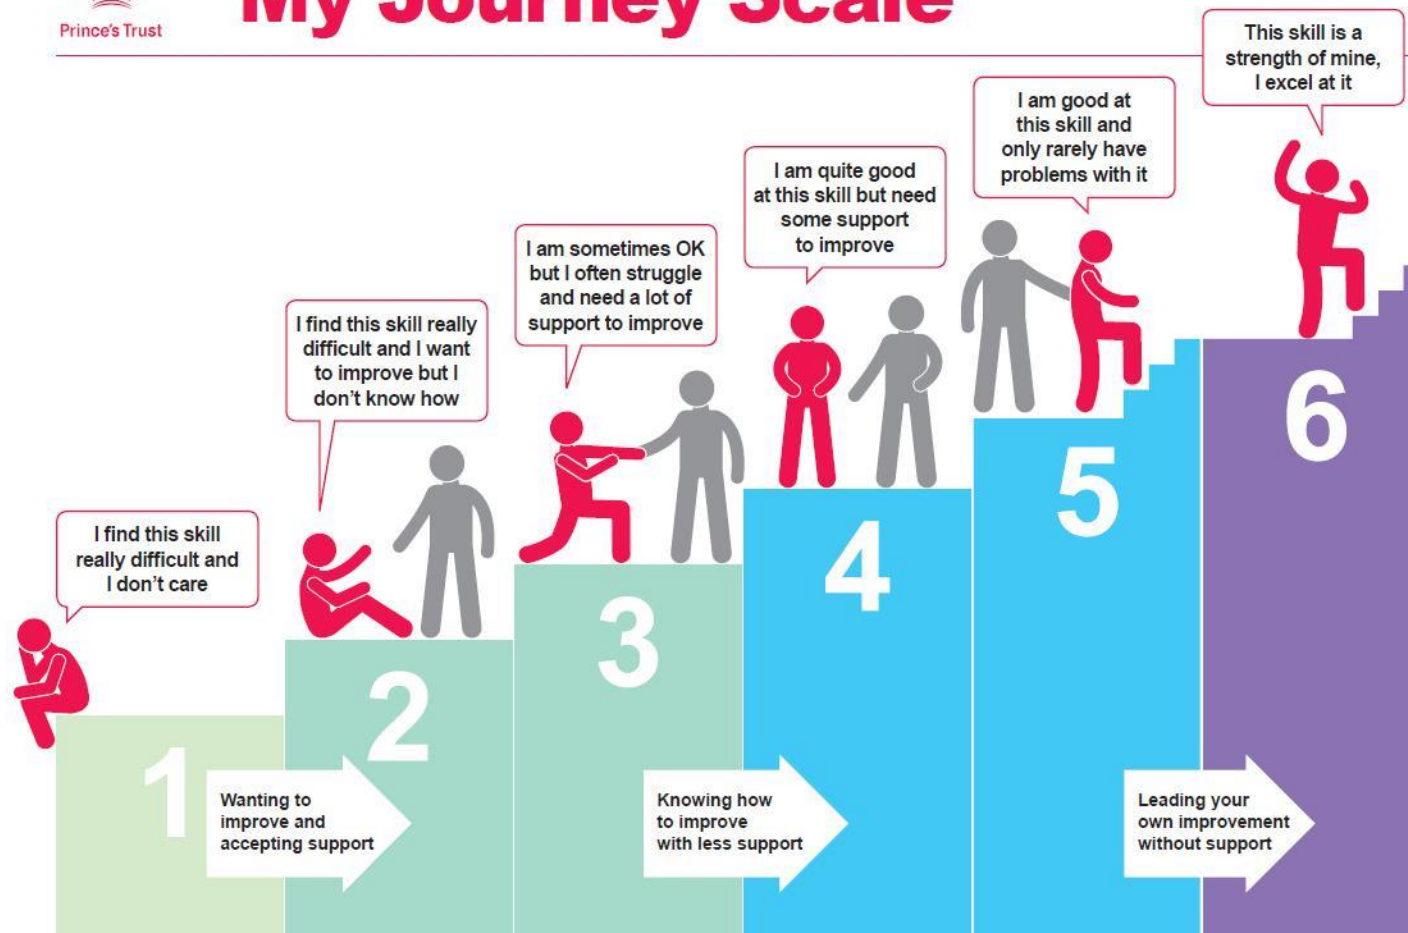 My Journey Scale
Prince's Trust
I find this skill
really difficult and
I don't care
I find this skill really
difficult and I want
to improve but I
don't know how
I am sometimes OK
but I often struggle
and need a lot of
support to improve
I am quite good
at this skill but need
some support
to improve
I am good at
this skill and
only rarely have
problems with it
This skill is a
strength of mine,
I excel at it
1
2
3
4
5
6
Wanting to
improve and
accepting support
Knowing how
to improve
with less support
Leading your
own improvement
without support